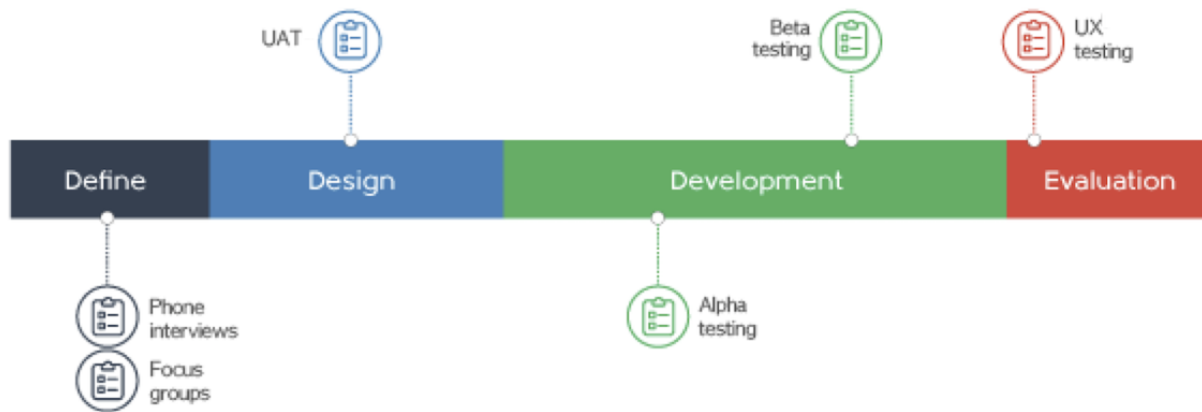 UAT
Beta
testing
UX
testing
Define
Design
Development
Evaluation
Phone
interviews
Focus
groups
Alpha
testing